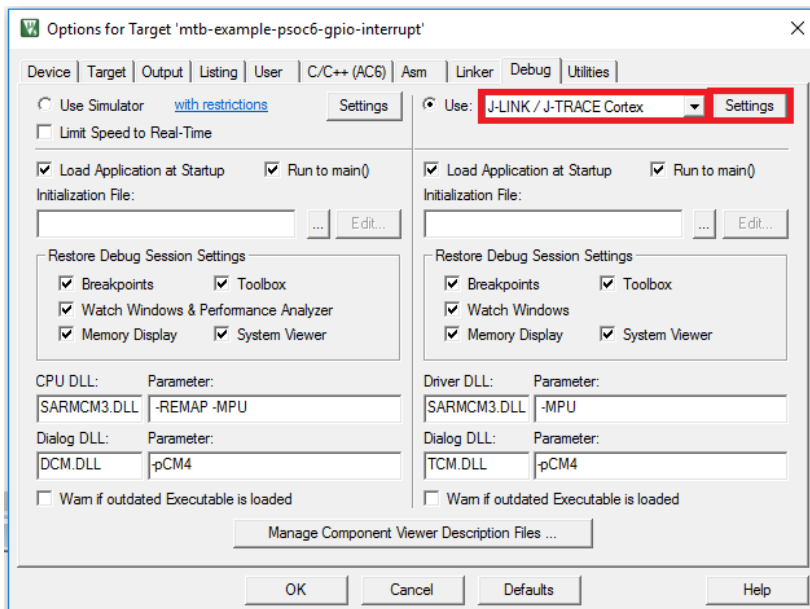 Options for Target 'mtb-example-psoc6-gpio-interrupt'
Device Target Output Listing User C/C++ (AC6) Asm Linker Debug Utilities
Use Simulator with restrictions Settings
Limit Speed to Real-Time
Use: J-LINK / J-TRACE Cortex Settings
Load Application at Startup Run to main()
Initialization File:
... Edit...
Restore Debug Session Settings
Breakpoints Toolbox
Watch Windows & Performance Analyzer
Memory Display System Viewer
CPU DLL: Parameter:
SARMCM3.DLL -REMAP -MPU
Dialog DLL: Parameter:
DCM.DLL -pCM4
Warn if outdated Executable is loaded
Load Application at Startup Run to main()
Initialization File:
... Edit...
Restore Debug Session Settings
Breakpoints Toolbox
Watch Windows
Memory Display System Viewer
Driver DLL: Parameter:
SARMCM3.DLL -MPU
Dialog DLL: Parameter:
TCM.DLL -pCM4
Warn if outdated Executable is loaded
Manage Component Viewer Description Files ...
OK Cancel Defaults Help